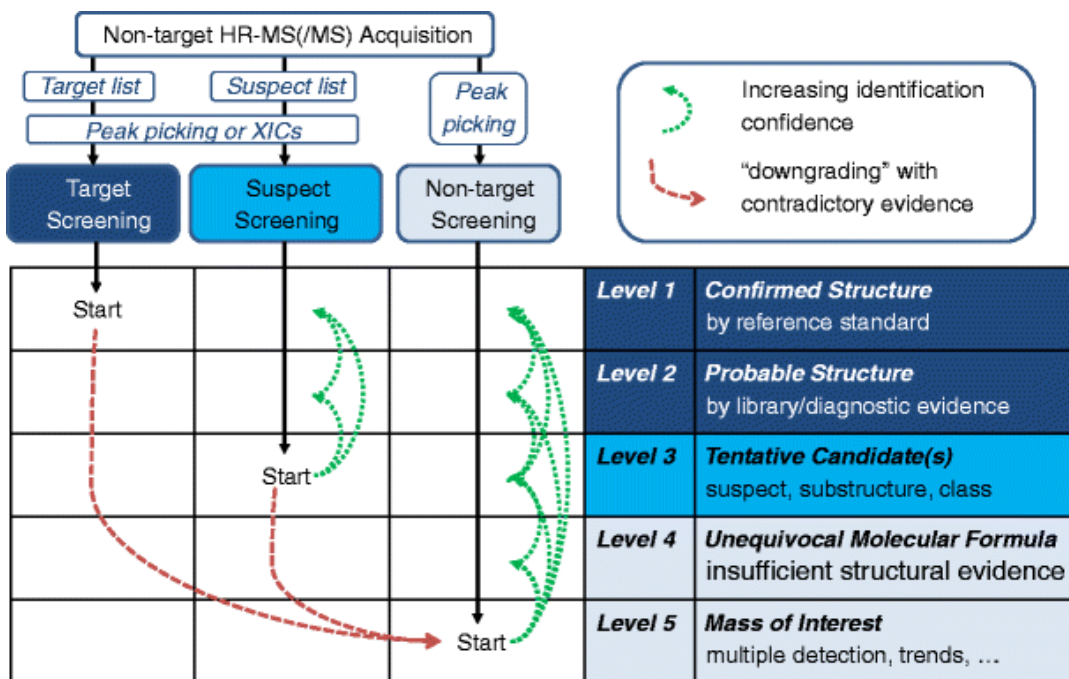 Non-target HR-MS(/MS) Acquisition
Target list
Suspect list
Peak
picking
Peak picking or XICs
Target
Screening
Suspect
Screening
Non-target
Screening
Increasing identification
confidence
“downgrading” with
contradictory evidence
Start
Start
Start
Level 1
Confirmed Structure
by reference standard
Level 2
Probable Structure
by library/diagnostic evidence
Level 3
Tentative Candidate(s)
suspect, substructure, class
Level 4
Unequivocal Molecular Formula
insufficient structural evidence
Level 5
Mass of Interest
multiple detection, trends, …